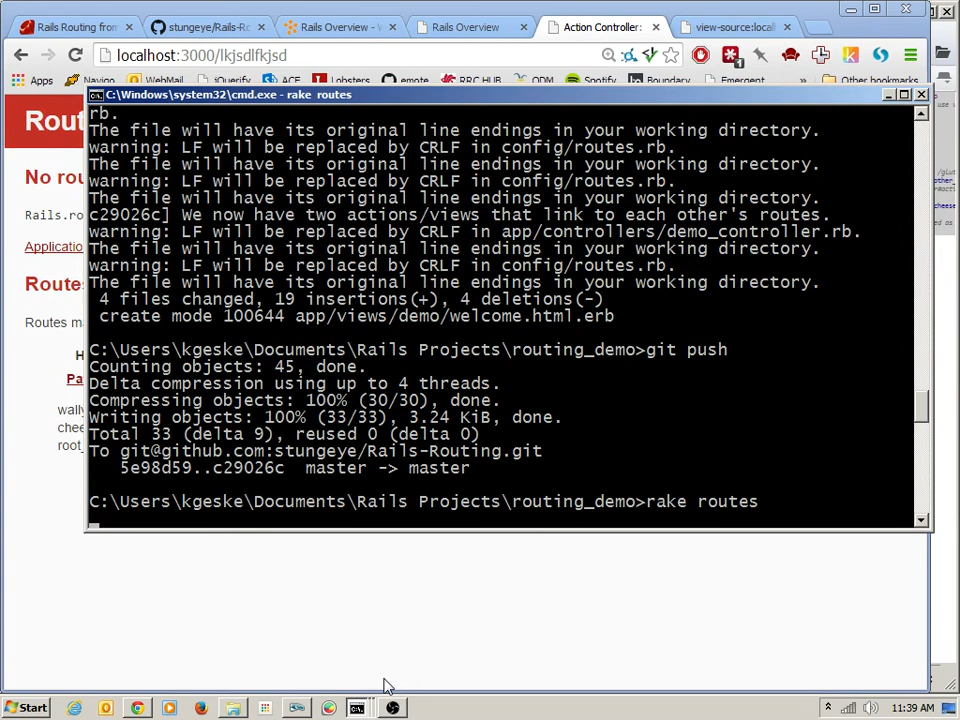 Rails Routing from
stungeye/Rails-Ro
Rails Overview - W
Rails Overview
Action Controller:
view-source:local
localhost:3000/lkjsdlfkjsd
Apps
Navigo
WebMail
jQuerify
ACE
Lobsters
emote
RRC HUB
ODM
Spotify
Boundary
Emergent
Other bookmarks
C:\Windows\system32\cmd.exe - rake routes
Rout
No rou
Rails.ro
Applicatio
Routes
Routes ma
H
Pa
wally
chee
root_
rb.
The file will have its original line endings in your working directory.
warning: LF will be replaced by CRLF in config/routes.rb.
The file will have its original line endings in your working directory.
warning: LF will be replaced by CRLF in config/routes.rb.
The file will have its original line endings in your working directory.
c29026c] We now have two actions/views that link to each other's routes.
warning: LF will be replaced by CRLF in app/controllers/demo_controller.rb.
The file will have its original line endings in your working directory.
warning: LF will be replaced by CRLF in config/routes.rb.
The file will have its original line endings in your working directory.
4 files changed, 19 insertions(+), 4 deletions(-)
create mode 100644 app/views/demo/welcome.html.erb
C:\Users\kgeske\Documents\Rails Projects\routing_demo>git push
Counting objects: 45, done.
Delta compression using up to 4 threads.
Compressing objects: 100% (30/30), done.
Writing objects: 100% (33/33), 3.24 KiB, done.
Total 33 (delta 9), reused 0 (delta 0)
To git@github.com:stungeye/Rails-Routing.git
5e98d59..c29026c master -> master
C:\Users\kgeske\Documents\Rails Projects\routing_demo>rake routes
Start
11:39 AM